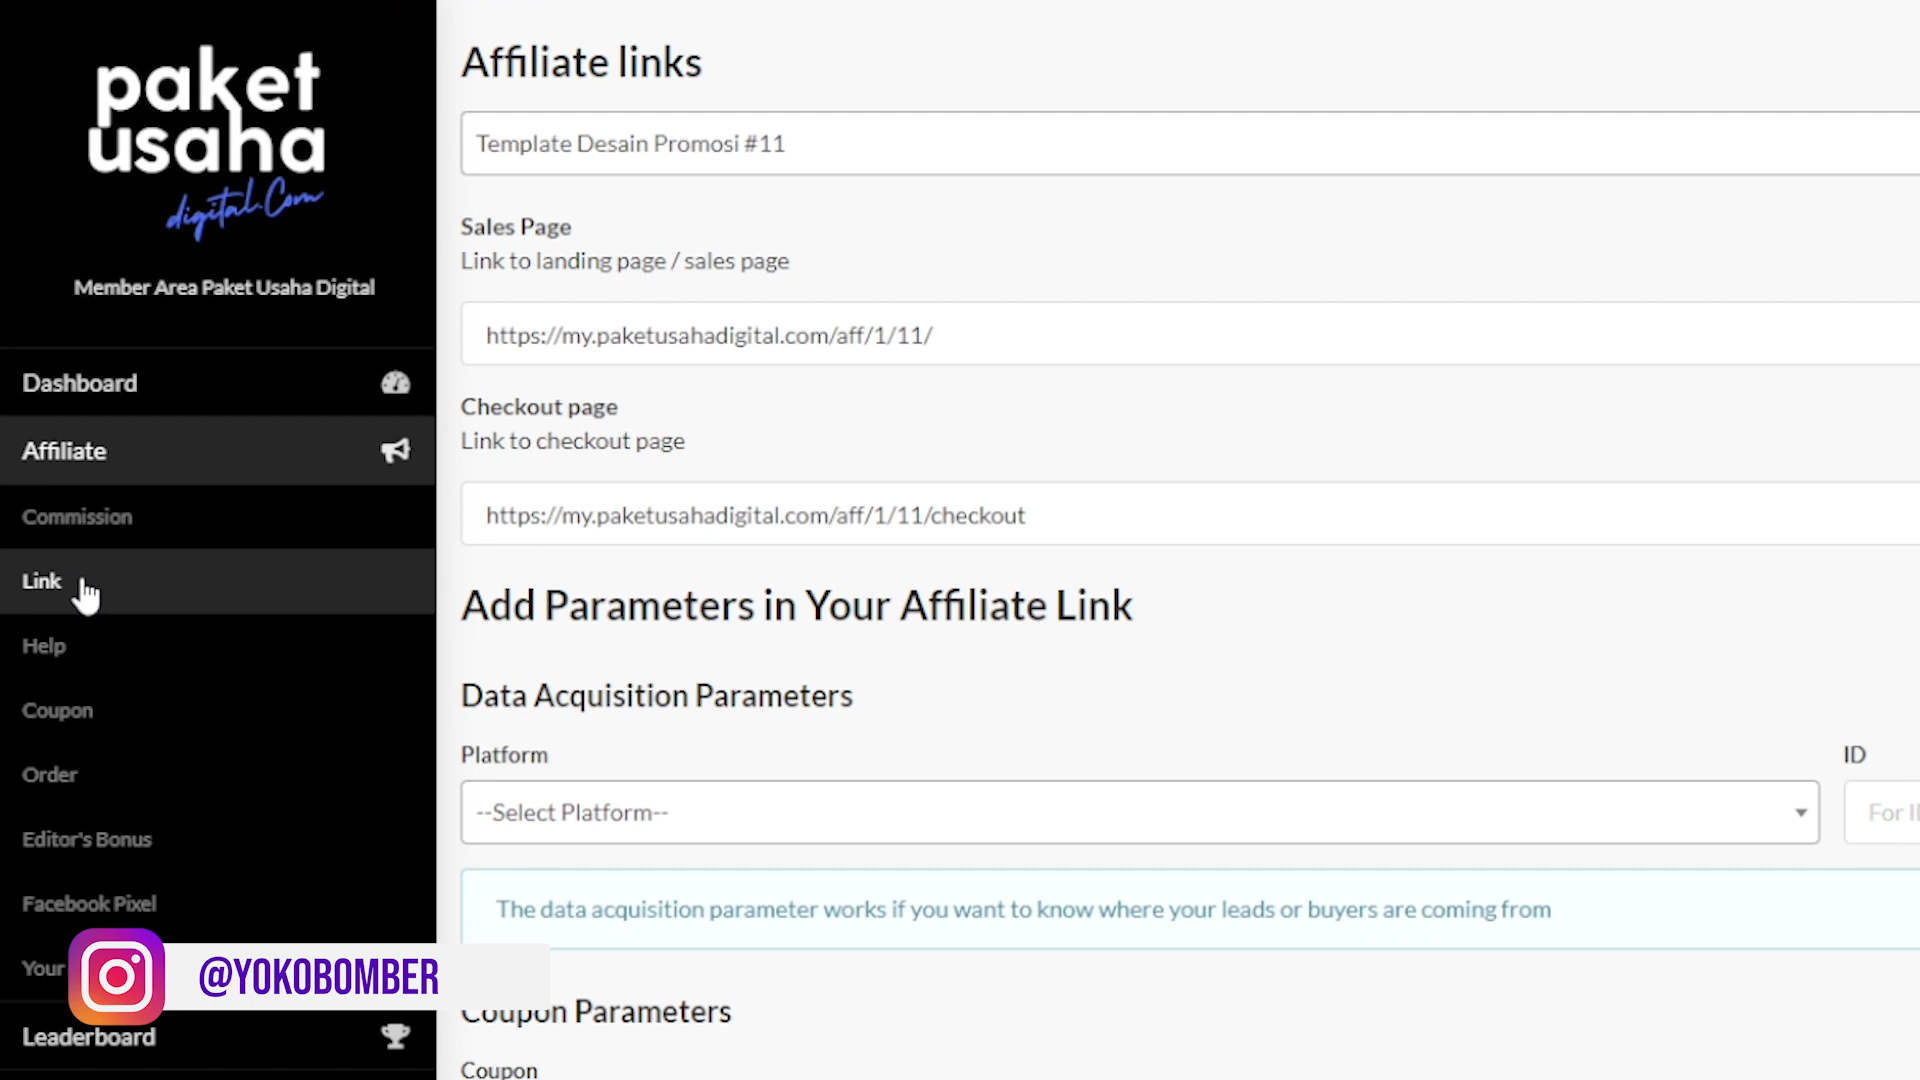 paket
usaha
digital.Com
Member Area Paket Usaha Digital
Dashboard
Affiliate
Commission
Link
Help
Coupon
Order
Editor's Bonus
Facebook Pixel
Your
@YOKOBOMBER
Leaderboard
Affiliate links
Template Desain Promosi #11
Sales Page
Link to landing page / sales page
https://my.paketusahadigital.com/aff/1/11/
Checkout page
Link to checkout page
https://my.paketusahadigital.com/aff/1/11/checkout
Add Parameters in Your Affiliate Link
Data Acquisition Parameters
Platform
ID
--Select Platform--
For
The data acquisition parameter works if you want to know where your leads or buyers are coming from
Coupon Parameters
Coupon